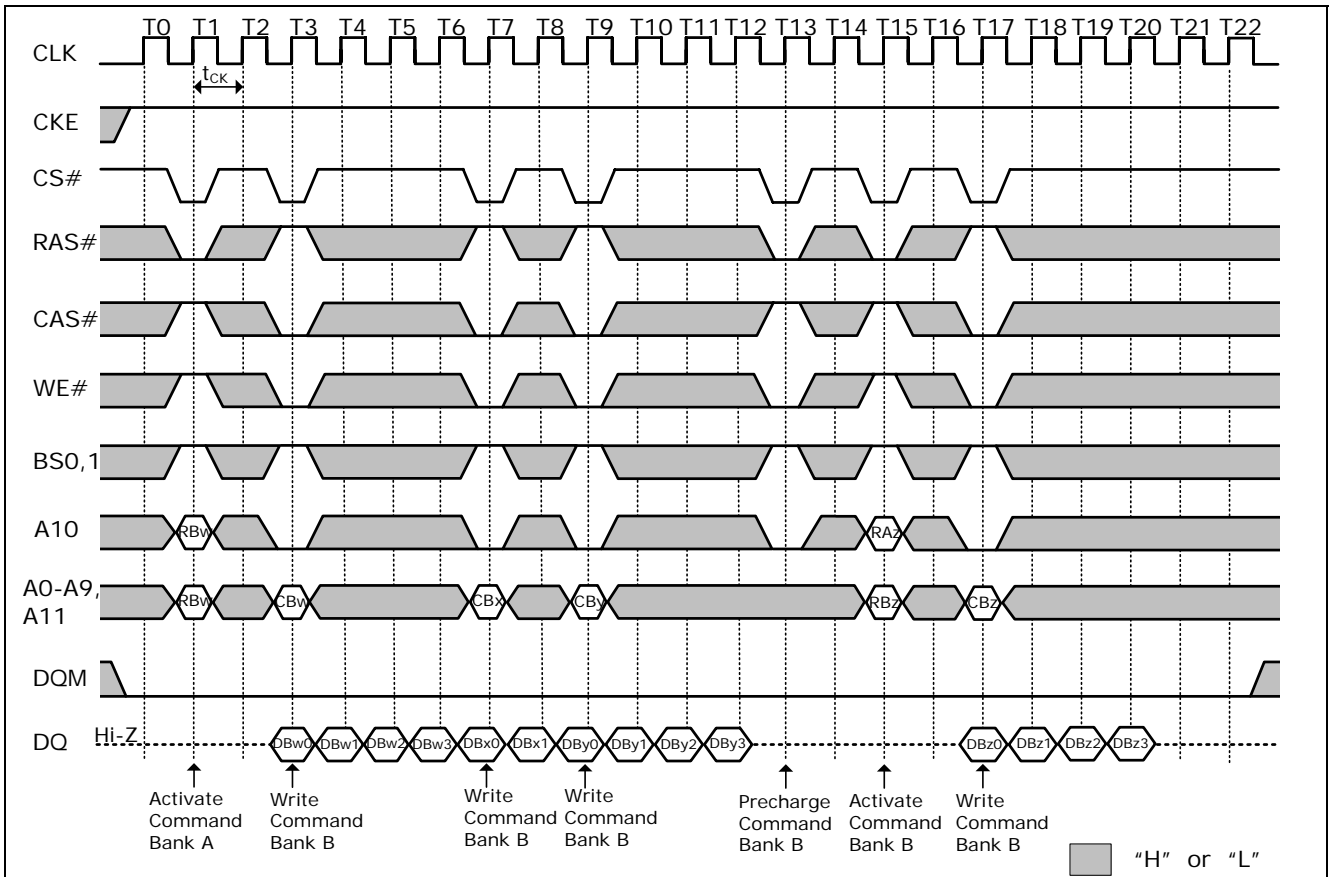 T0 T1 T2 T3 T4 T5 T6 T7 T8 T9 T10 T11 T12 T13 T14 T15 T16 T17 T18 T19 T20 T21 T22
CLK
tCK
CKE
CS#
RAS#
CAS#
WE#
BS0,1
A10
RBw RAz
A0-A9,
A11
RBw CBw CBx CBy RBz CBz
DQM
DQ
Hi-Z
DBw0 DBw1 DBw2 DBw3 DBx0 DBx1 DBy0 DBy1 DBy2 DBy3 DBz0 DBz1 DBz2 DBz3
Activate
Command
Bank A
Write
Command
Bank B
Write
Command
Bank B
Write
Command
Bank B
Precharge
Command
Bank B
Activate
Command
Bank B
Write
Command
Bank B
"H" or "L"